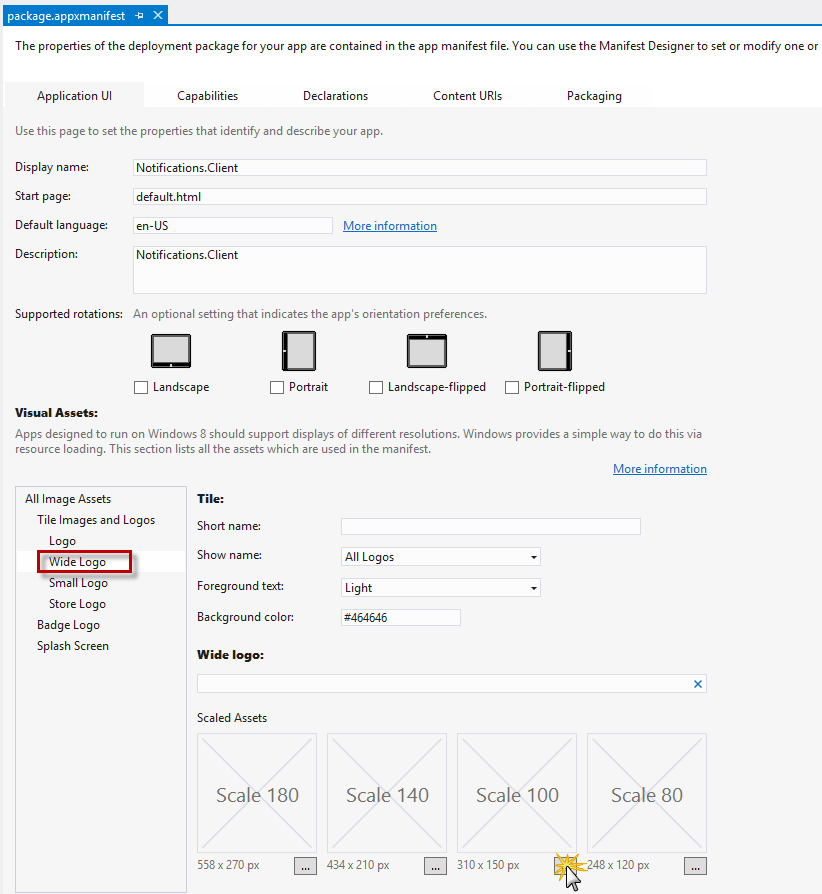 package.appxmanifest
The properties of the deployment package for your app are contained in the app manifest file. You can use the Manifest Designer to set or modify one or
Application UI Capabilities Declarations Content URIs Packaging
Use this page to set the properties that identify and describe your app.
Display name: Notifications.Client
Start page: default.html
Default language: en-US More information
Description: Notifications.Client
Supported rotations: An optional setting that indicates the app's orientation preferences.
Landscape Portrait Landscape-flipped Portrait-flipped
Visual Assets:
Apps designed to run on Windows 8 should support displays of different resolutions. Windows provides a simple way to do this via
resource loading. This section lists all the assets which are used in the manifest.
More information
All Image Assets
Tile Images and Logos
Logo
Wide Logo
Small Logo
Store Logo
Badge Logo
Splash Screen
Tile:
Short name:
Show name: All Logos
Foreground text: Light
Background color: #464646
Wide logo:
Scaled Assets
Scale 180 Scale 140 Scale 100 Scale 80
558 x 270 px ... 434 x 210 px ... 310 x 150 px 248 x 120 px ...